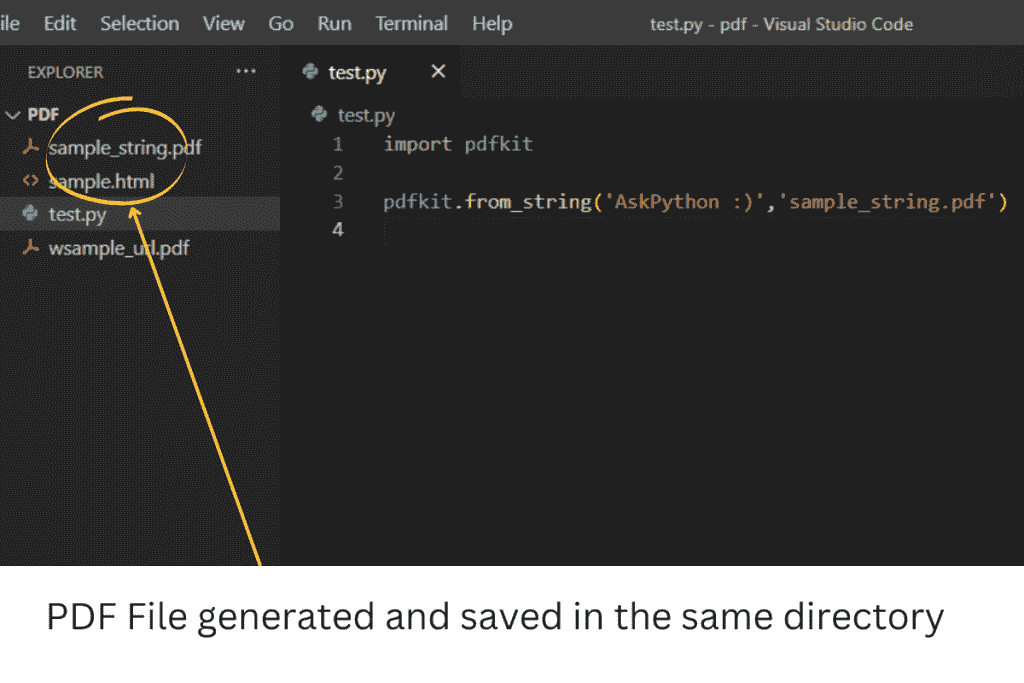 ile Edit Selection View Go Run Terminal Help test.py - pdf - Visual Studio Code
EXPLORER ···
test.py ×
PDF
sample_string.pdf
sample.html
test.py
wsample_url.pdf
test.py
1 import pdfkit
2
3 pdfkit.from_string('AskPython :)','sample_string.pdf')
4
PDF File generated and saved in the same directory